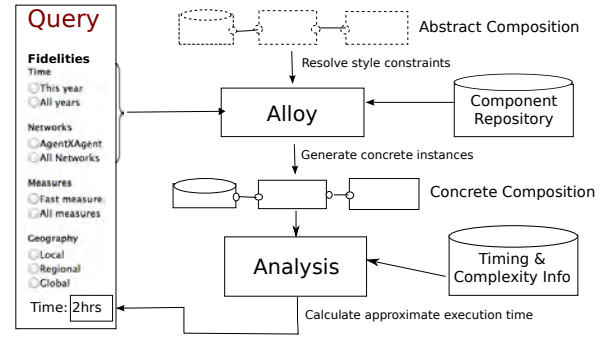 Query
Fidelities
Time
This year
All years
Networks
AgentXAgent
All Networks
Measures
Fast measure
All measures
Geography
Local
Regional
Global
Time: 2hrs
Abstract Composition
Resolve style constraints
Alloy
Component
Repository
Generate concrete instances
Concrete Composition
Analysis
Timing &
Complexity Info
Calculate approximate execution time